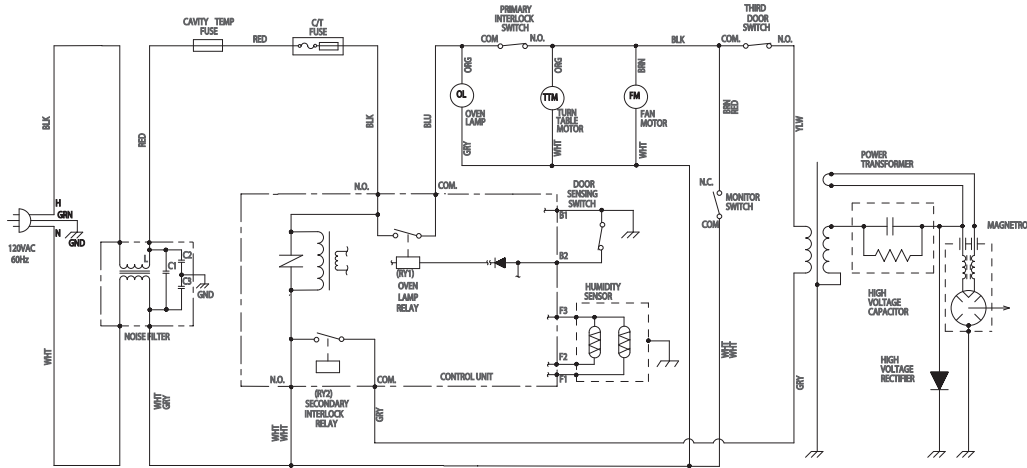 CAVITY TEMP
FUSE
C/T
FUSE
PRIMARY
INTERLOCK
SWITCH
THIRD
DOOR
SWITCH
RED
COM
N.O.
BLK
COM.
N.O.
ORG
ORG
BRN
OL
OVEN
LAMP
TTM
TURN
TABLE
MOTOR
FM
FAN
MOTOR
BLK
RED
BLK
BLU
GRY
WHT
WHT
BRN
RED
YLW
POWER
TRANSFORMER
N.O.
COM.
DOOR
SENSING
SWITCH
N.C.
MONITOR
SWITCH
COM
H
GRN
N
GND
120VAC
60Hz
B1
MAGNETRO
L
C1
C2
C3
GND
B2
(RY1)
OVEN
LAMP
RELAY
HUMIDITY
SENSOR
HIGH
VOLTAGE
CAPACITOR
F3
NOISE FILTER
WHT
WHT
WHT
F2
F1
N.O.
COM.
CONTROL UNIT
HIGH
VOLTAGE
RECTIFIER
(RY2)
SECONDARY
INTERLOCK
RELAY
WHT
GRY
WHT
WHT
GRY
GRY